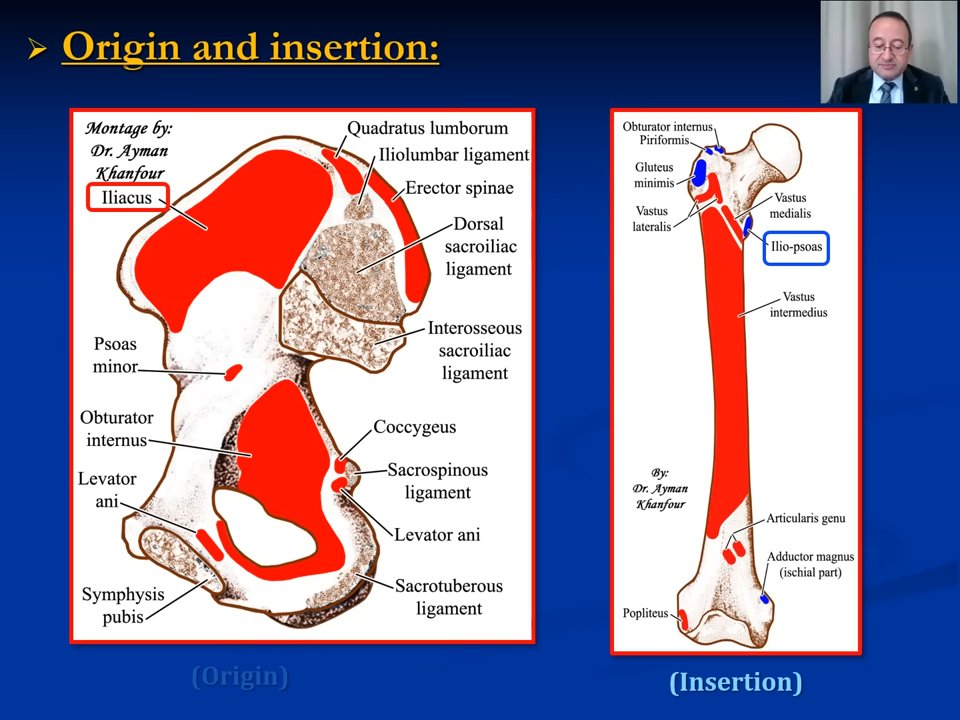 Origin and insertion:
Montage by:
Dr. Ayman
Khanfour
Iliacus
Quadratus lumborum
Iliolumbar ligament
Erector spinae
Dorsal
sacroiliac
ligament
Interosseous
sacroiliac
ligament
Psoas
minor
Obturator
internus
Levator
ani
Symphysis
pubis
Coccygeus
Sacrospinous
ligament
Levator ani
Sacrotuberous
ligament
(Origin)
Obturator internus
Piriformis
Gluteus
minimis
Vastus
lateralis
Vastus
medialis
Ilio-psoas
Vastus
intermedius
By:
Dr. Ayman
Khanfour
Articularis genu
Adductor magnus
(ischial part)
Popliteus
(Insertion)